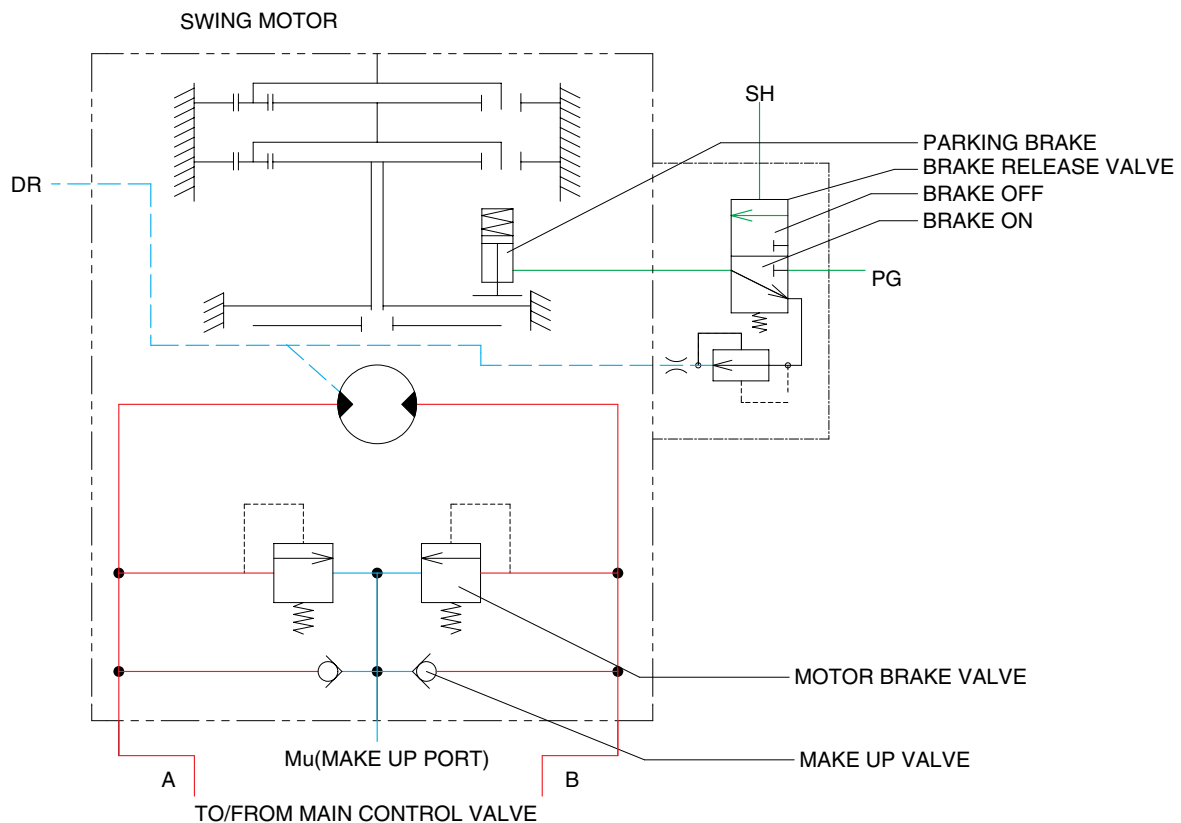 SWING MOTOR
SH
PARKING BRAKE
BRAKE RELEASE VALVE
BRAKE OFF
BRAKE ON
DR
PG
MOTOR BRAKE VALVE
Mu(MAKE UP PORT)
MAKE UP VALVE
A
B
TO/FROM MAIN CONTROL VALVE